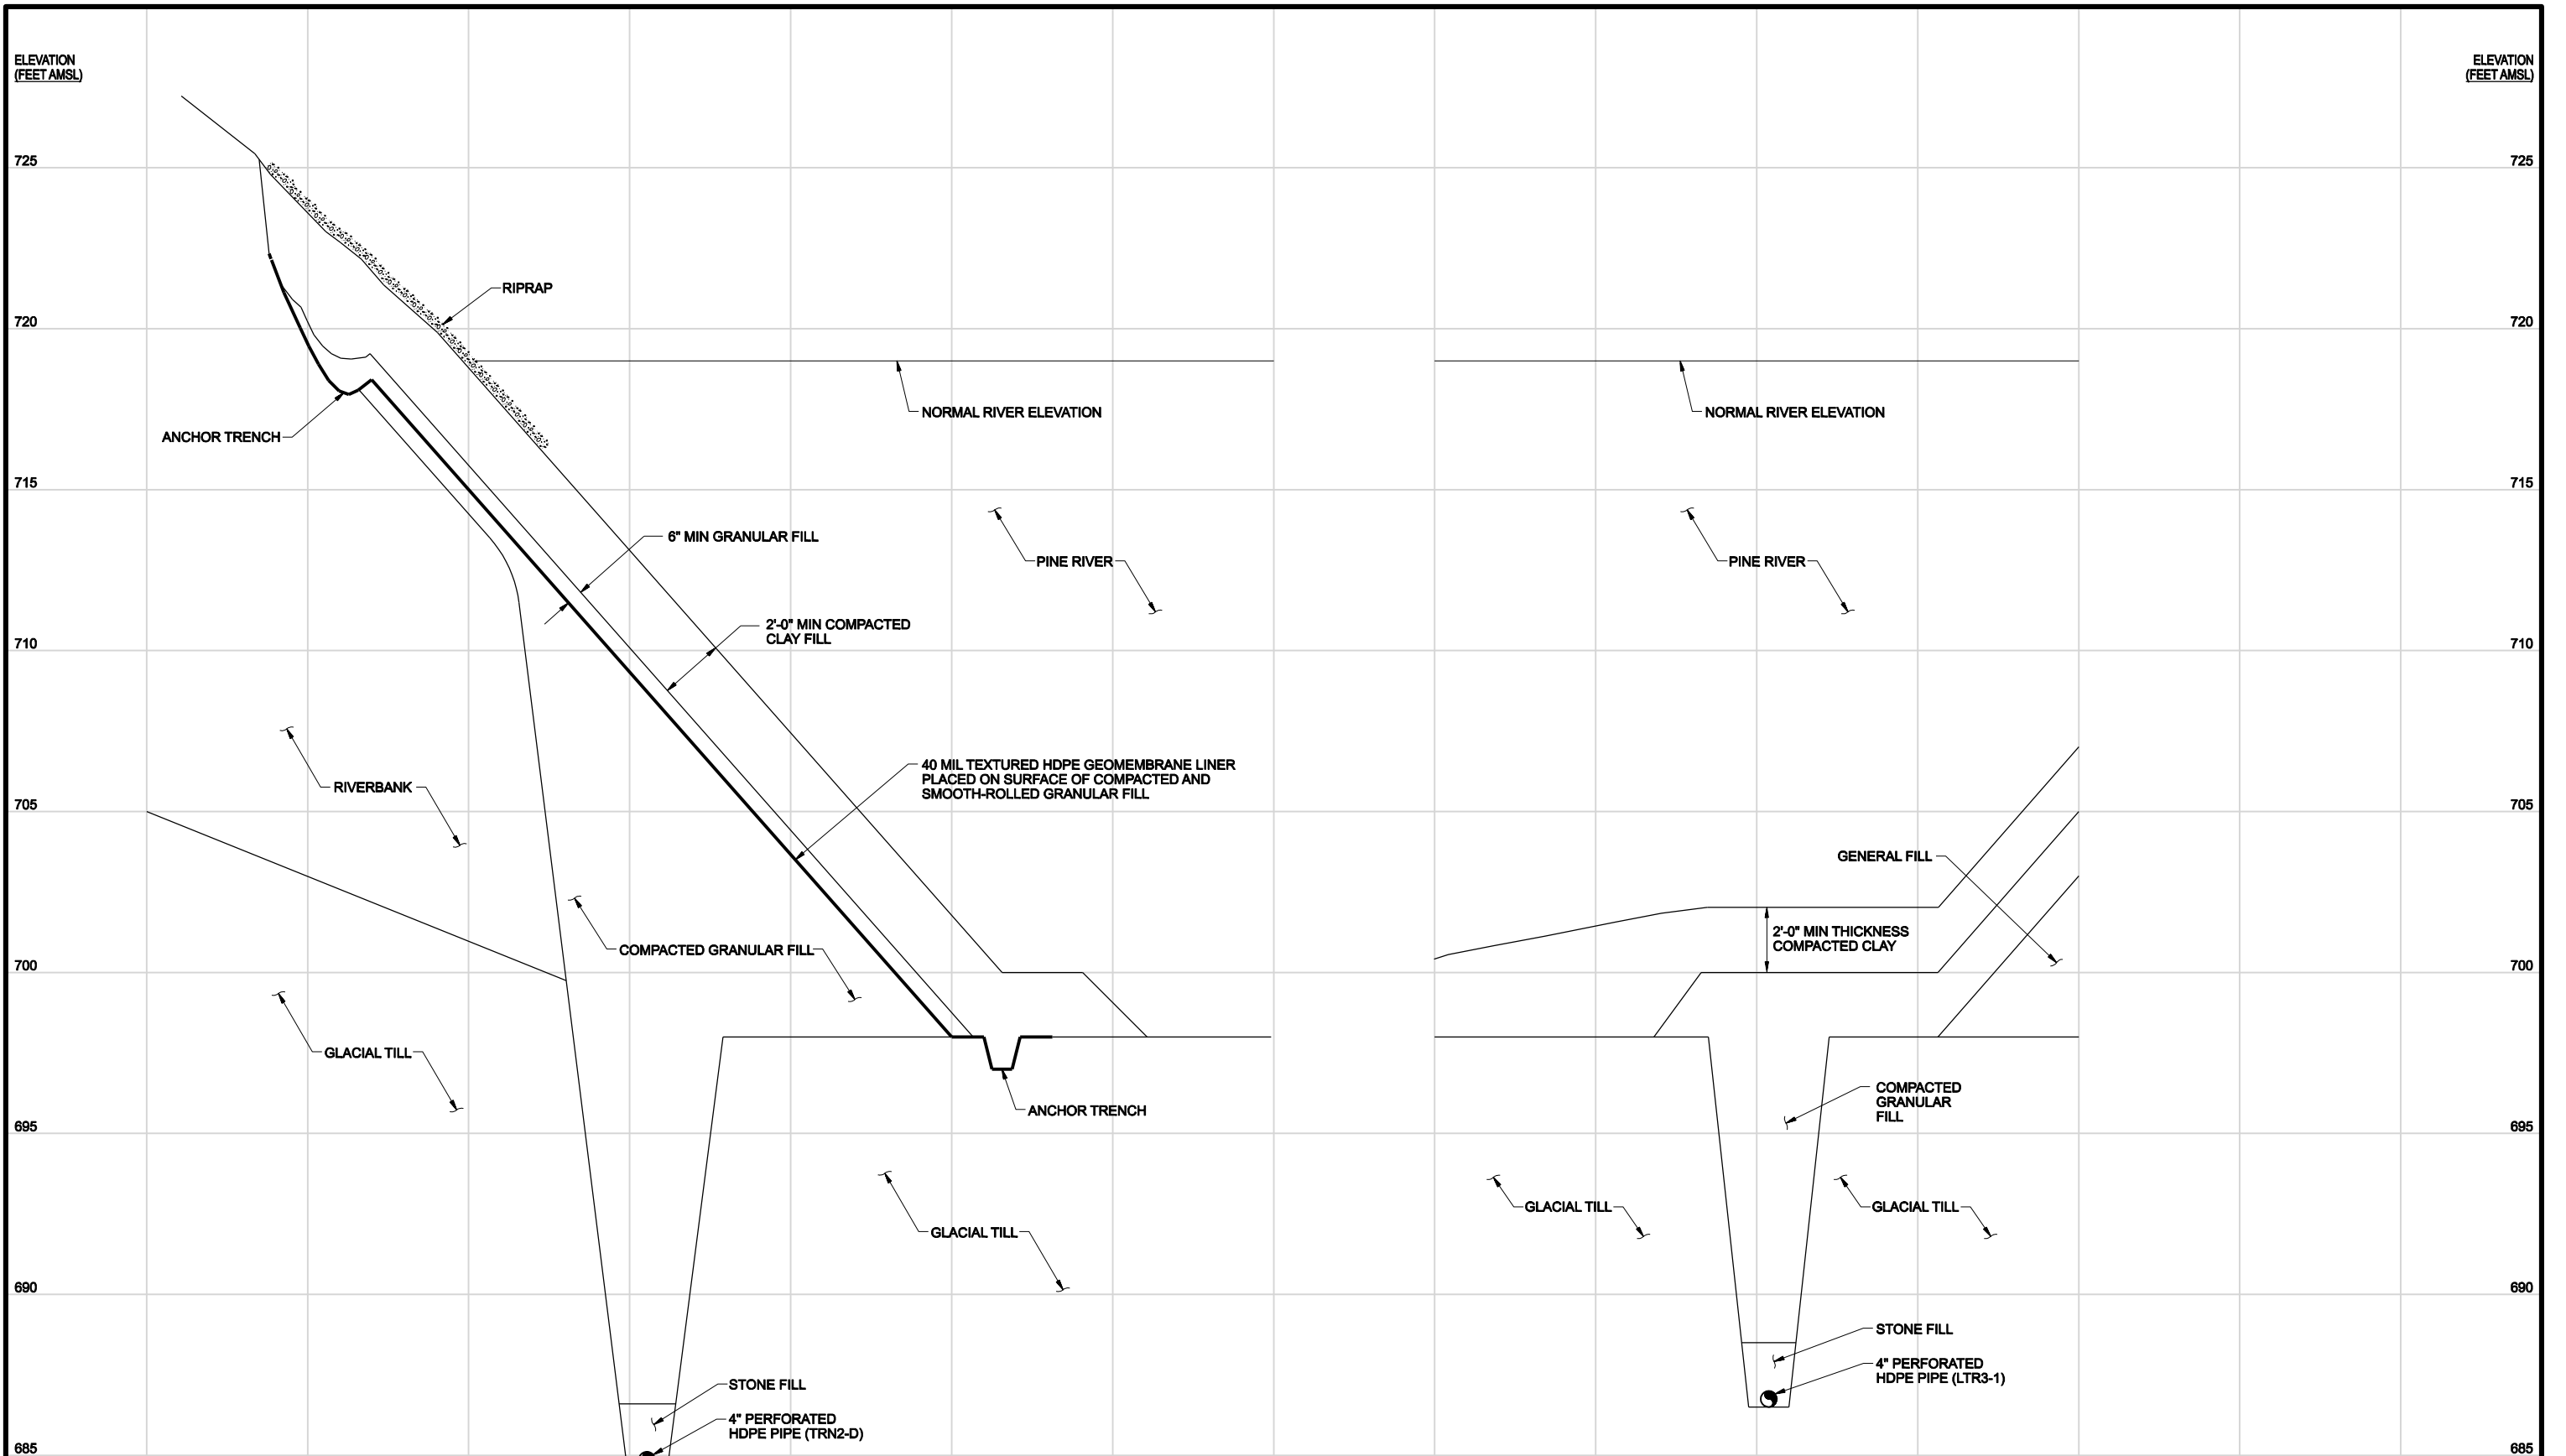 ELEVATION
(FEET AMSL)
ELEVATION
(FEET AMSL)
725
725
RIPRAP
720
720
NORMAL RIVER ELEVATION
NORMAL RIVER ELEVATION
ANCHOR TRENCH
715
715
6" MIN GRANULAR FILL
PINE RIVER
PINE RIVER
2'-0" MIN COMPACTED
CLAY FILL
710
710
40 MIL TEXTURED HDPE GEOMEMBRANE LINER
PLACED ON SURFACE OF COMPACTED AND
SMOOTH-ROLLED GRANULAR FILL
RIVERBANK
705
705
GENERAL FILL
2'-0" MIN THICKNESS
COMPACTED CLAY
COMPACTED GRANULAR FILL
700
700
GLACIAL TILL
COMPACTED
GRANULAR
FILL
ANCHOR TRENCH
695
695
GLACIAL TILL
GLACIAL TILL
GLACIAL TILL
690
690
STONE FILL
4" PERFORATED
HDPE PIPE (LTR3-1)
STONE FILL
4" PERFORATED
HDPE PIPE (TRN2-D)
685
685